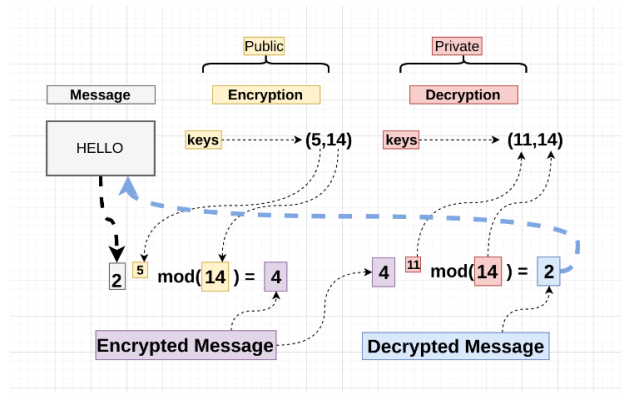 Public
Private
Message
Encryption
Decryption
HELLO
keys
(5,14)
keys
(11,14)
2 5 mod( 14 ) = 4
4 11 mod( 14 ) = 2
Encrypted Message
Decrypted Message